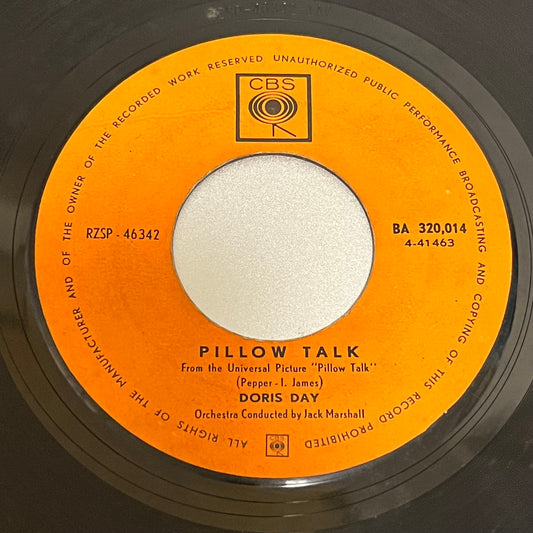 ALL RIGHTS OF THE MANUFACTURER AND OF THE OWNER OF THE RECORDED WORK RESERVED UNAUTHORIZED PUBLIC PERFORMANCE BROADCASTING AND COPYING OF THIS RECORD PROHIBITED
CBS
RZSP - 46342
BA 320,014
4-41463
PILLOW TALK
From the Universal Picture "Pillow Talk"
(Pepper - I. James)
DORIS DAY
Orchestra Conducted by Jack Marshall
CBS